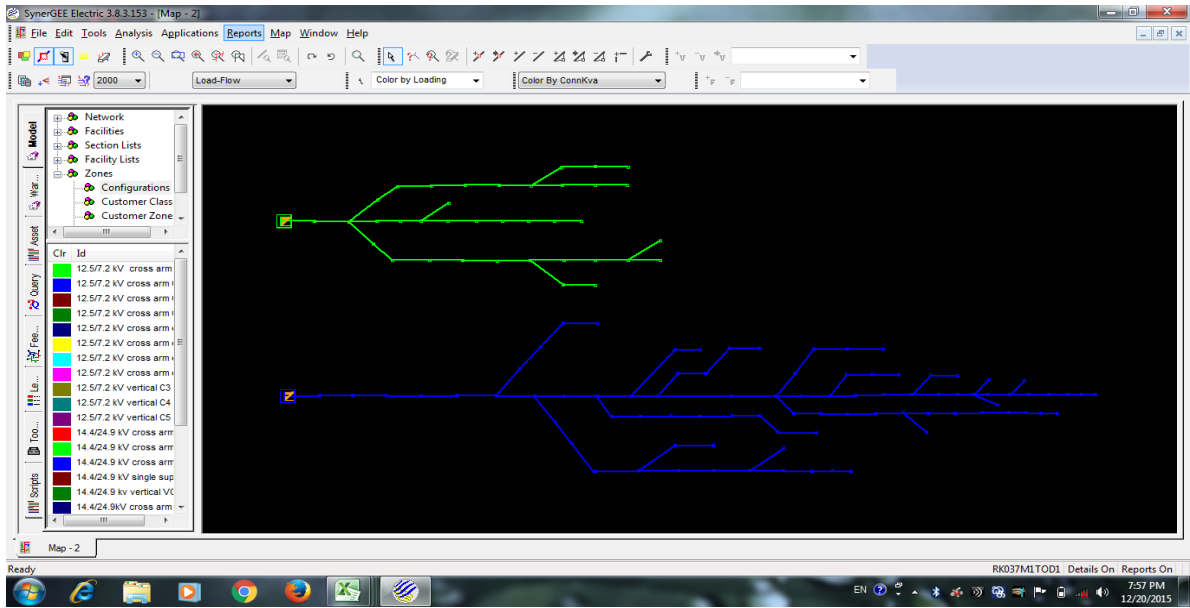 SynerGEE Electric 3.8.3.153 - [Map - 2]
File Edit Tools Analysis Applications Reports Map Window Help
2000 Load-Flow Color by Loading Color By ConnKva
Model
War...
Asset
Query
Fee...
Le...
Too...
Scripts
Network
Facilities
Section Lists
Facility Lists
Zones
Configurations
Customer Class
Customer Zone
Clr Id
12.5/7.2 kV cross arm
12.5/7.2 kV cross arm
12.5/7.2 kV cross arm
12.5/7.2 kV cross arm
12.5/7.2 kV cross arm
12.5/7.2 kV cross arm
12.5/7.2 kV cross arm
12.5/7.2 kV cross arm
12.5/7.2 kV vertical C3
12.5/7.2 kV vertical C4
12.5/7.2 kV vertical C5
14.4/24.9 kV cross arm
14.4/24.9 kV cross arm
14.4/24.9 kV cross arm
14.4/24.9 kV single sup
14.4/24.9 kv vertical
14.4/24.9kV cross arm
Map - 2
Ready
RK037M1TOD1 Details On Reports On
EN 7:57 PM
12/20/2015